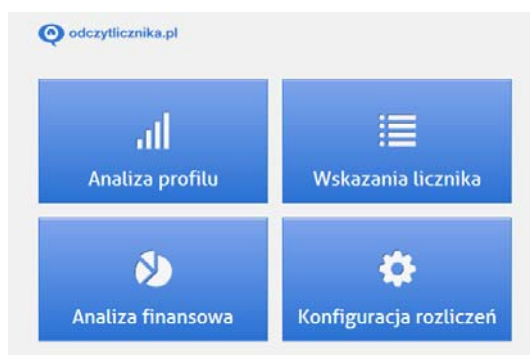 odczytlicznika.pl
Analiza profilu
Wskazania licznika
Analiza finansowa
Konfiguracja rozliczeń